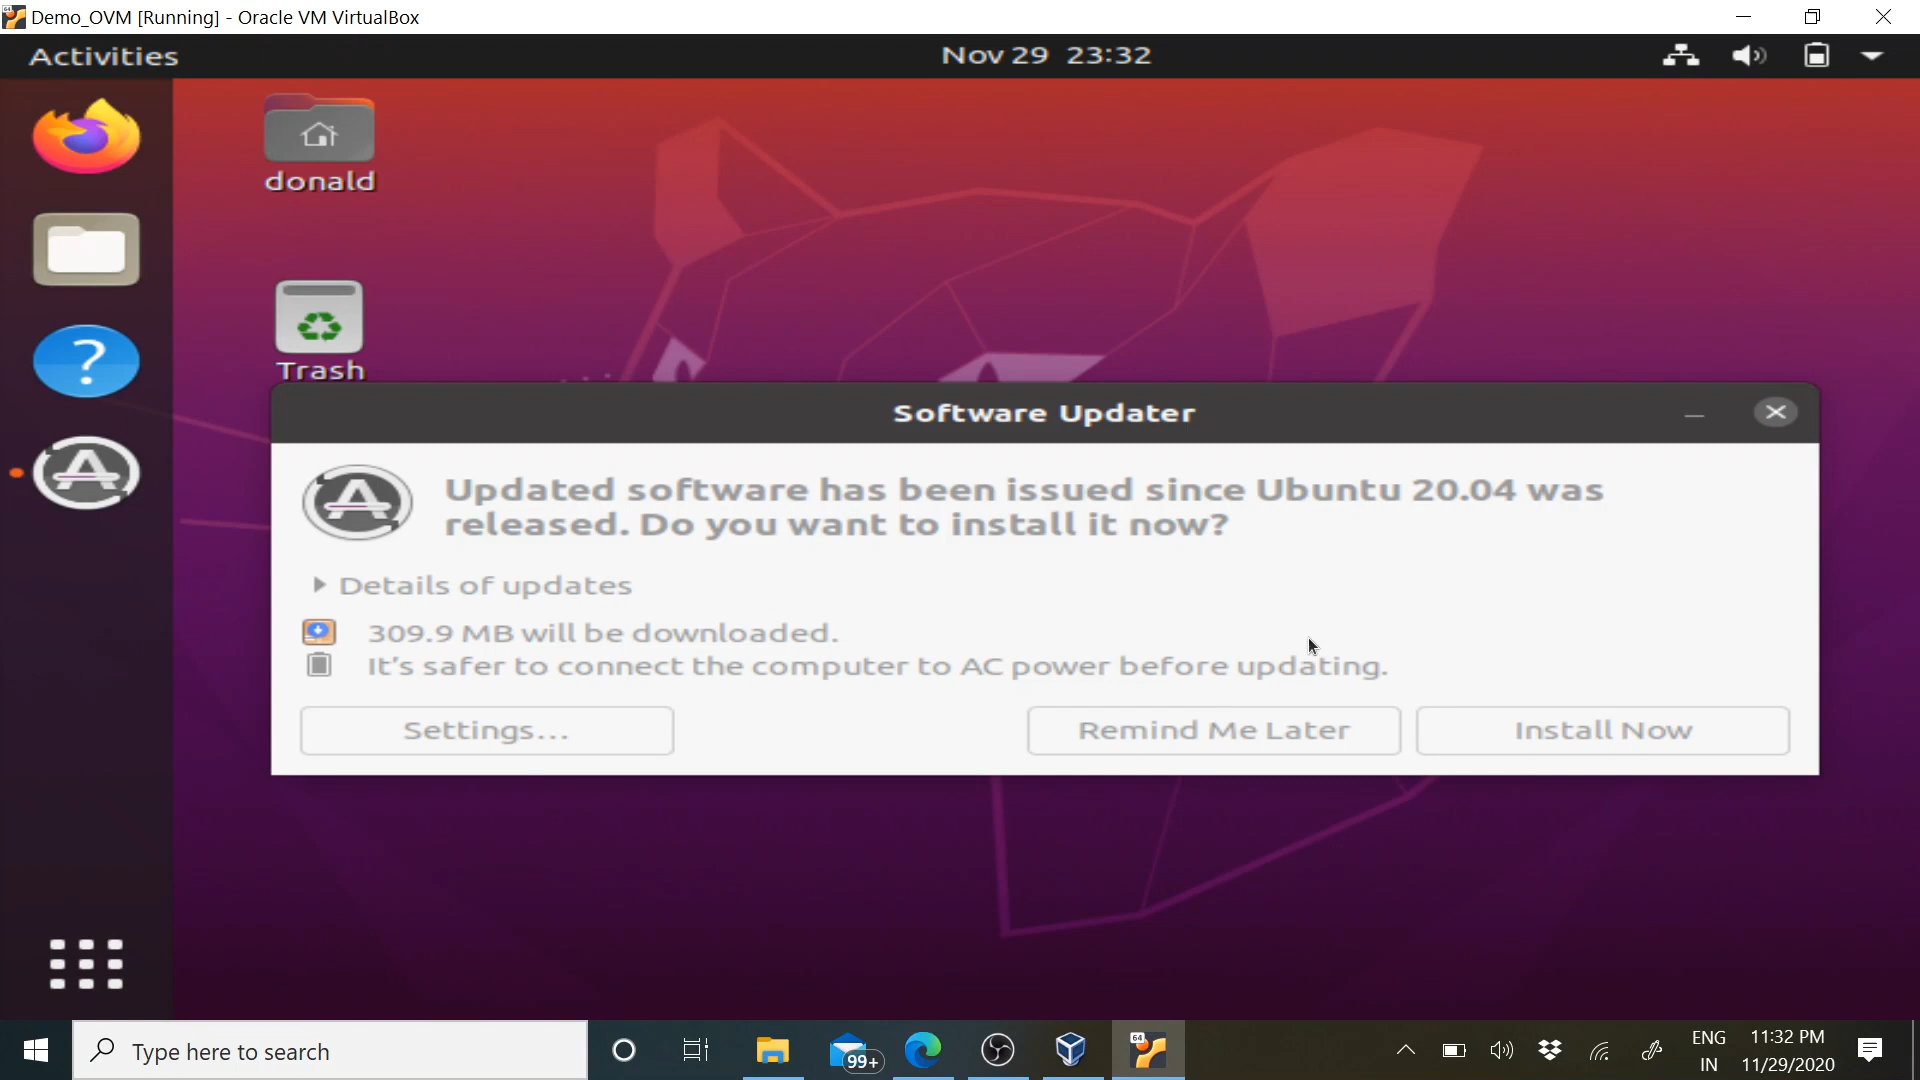 Demo_OVM [Running] - Oracle VM VirtualBox
Activities
Nov 29 23:32
donald
Trash
Software Updater
Updated software has been issued since Ubuntu 20.04 was
released. Do you want to install it now?
Details of updates
309.9 MB will be downloaded.
It's safer to connect the computer to AC power before updating.
Settings...
Remind Me Later
Install Now
Type here to search
99+
64
ENG
IN
11:32 PM
11/29/2020